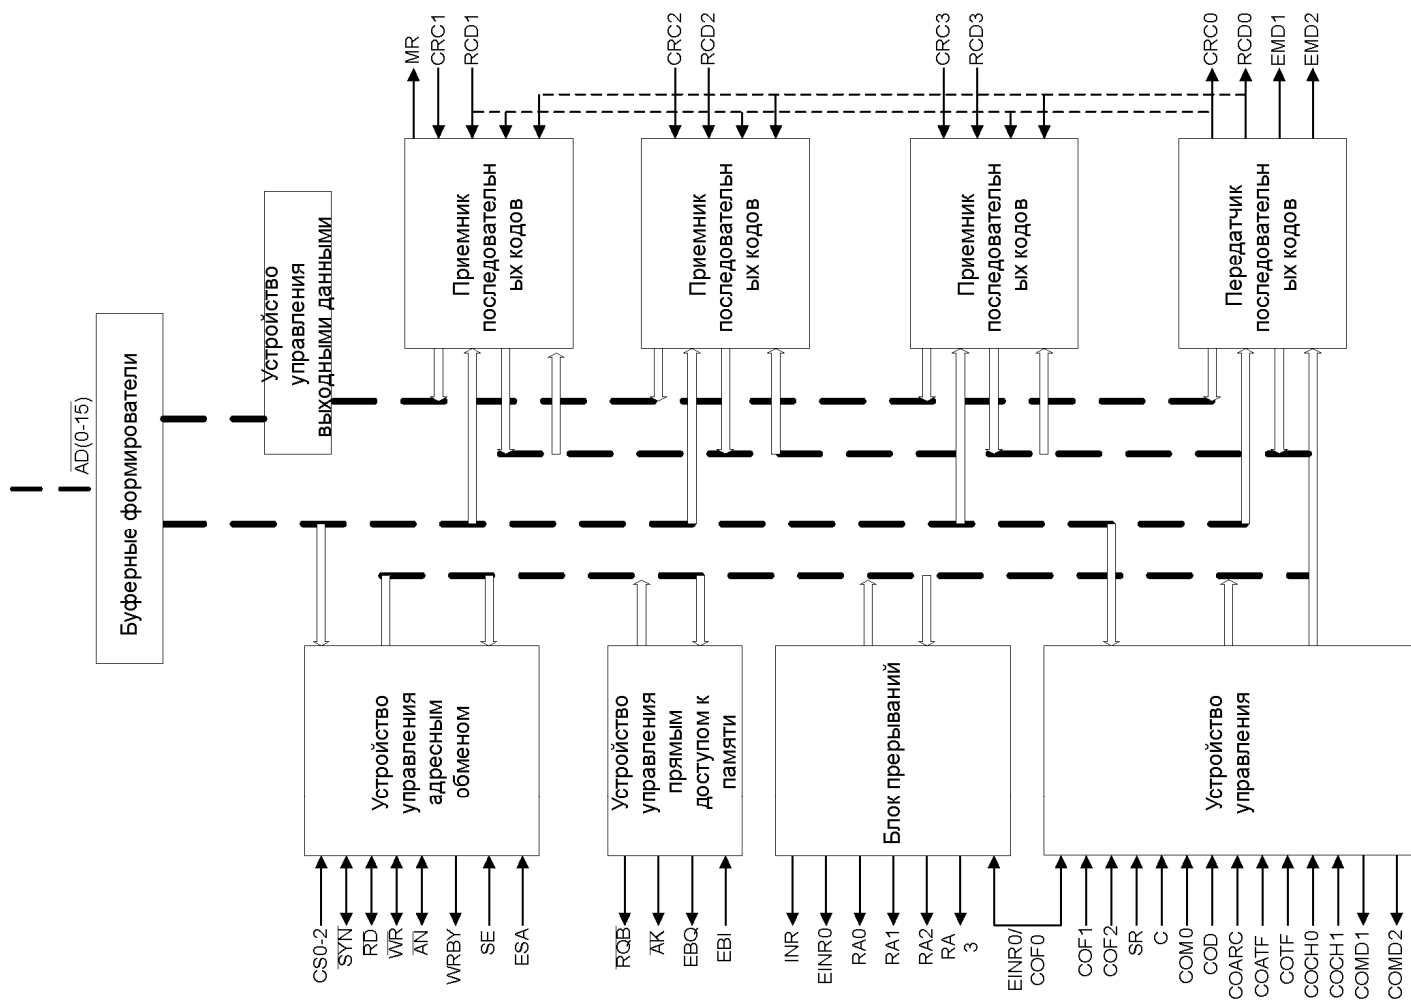 MR
CRC1
RCD1
CRC2
RCD2
CRC3
RCD3
CRC0
RCD0
EMD1
EMD2
Приемник
последовательн
ых кодов
Приемник
последовательн
ых кодов
Приемник
последовательн
ых кодов
Передатчик
последовательн
ых кодов
Устройство
управления
выходными данными
Буферные формирователи
AD(0-15)
Устройство
управления
адресным
обменом
Устройство
управления
прямым
доступом к
памяти
Блок прерываний
Устройство
управления
CS0-2
SYN
RD
WR
AN
WRBY
SE
ESA
RQB
AK
EBQ
EBI
INR
EINR0
RA0
RA1
RA2
RA
3
EINR0/
COF0
COF1
COF2
SR
C
COM0
COD
COARC
COATF
COTF
COCH0
COCH1
COMD1
COMD2